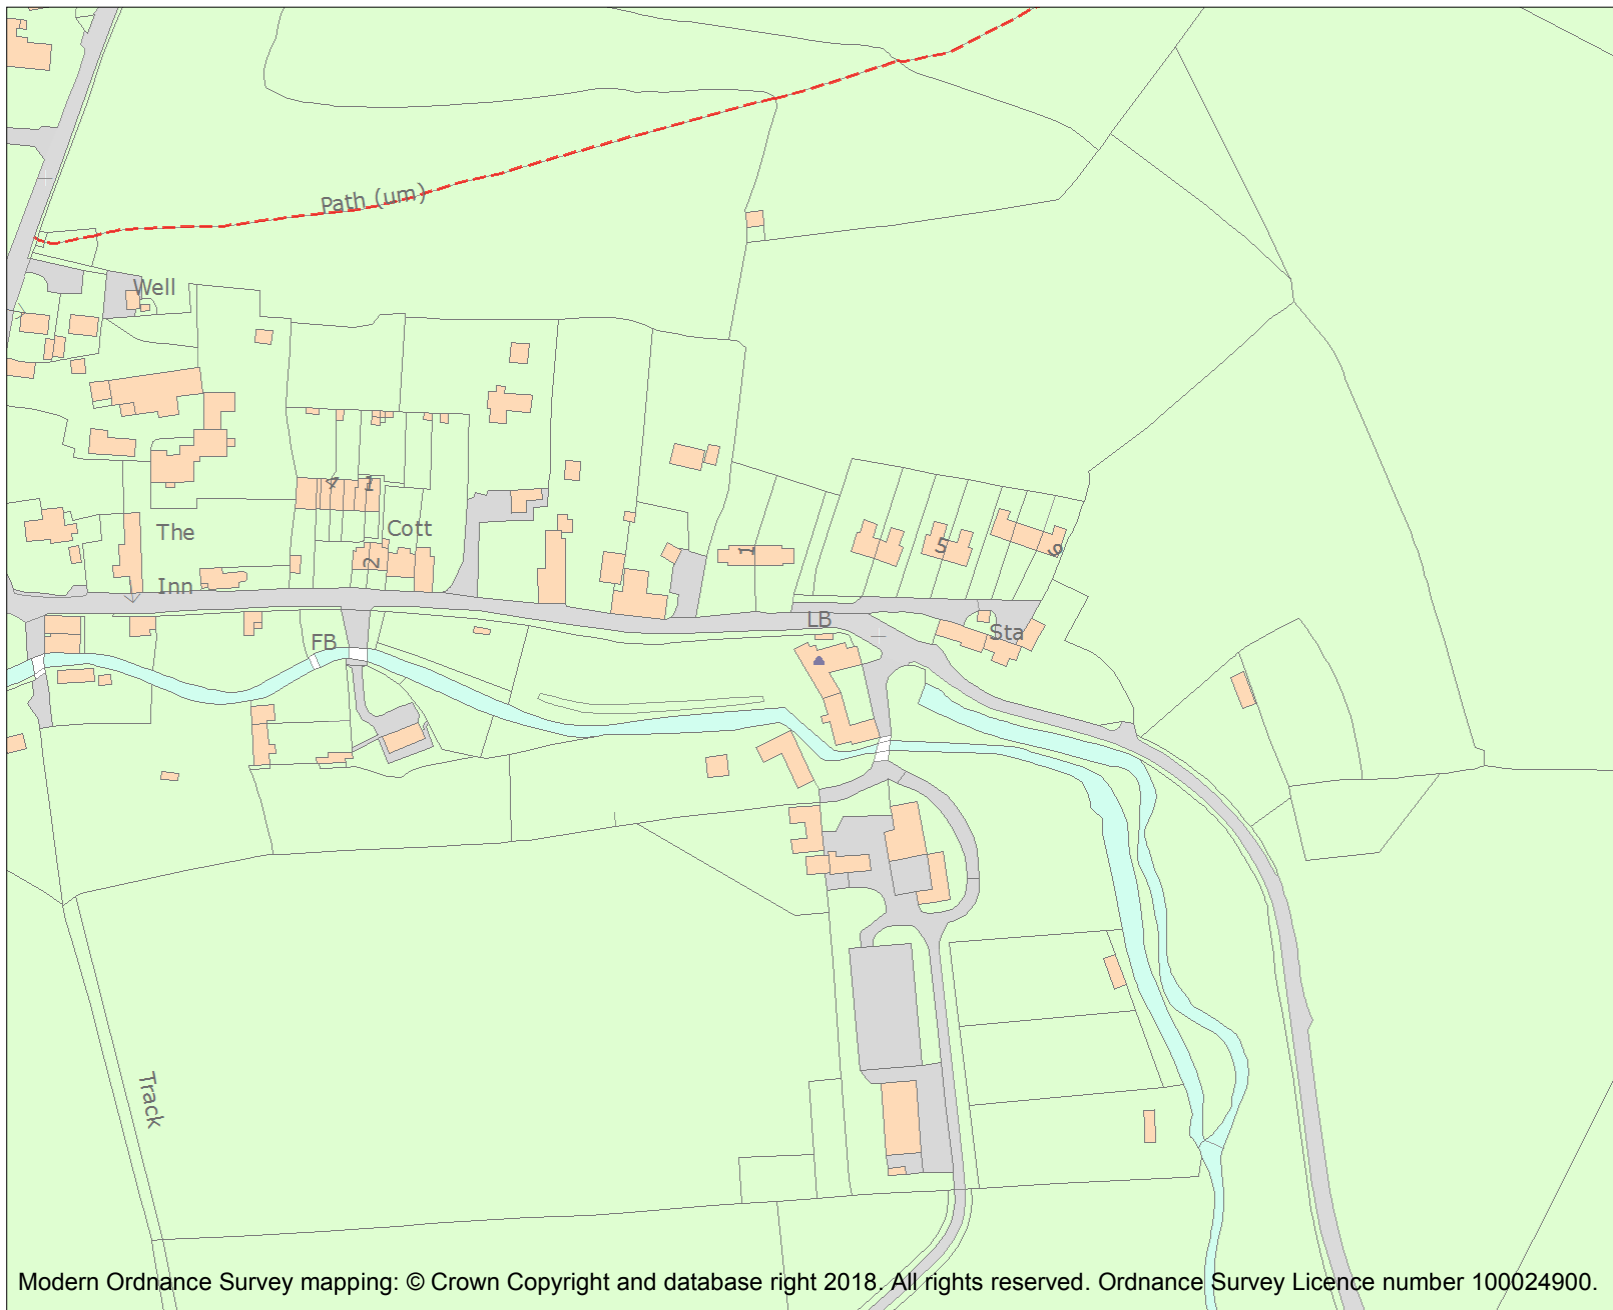 Path (um)
Well
4
1
The
Cott
1
5
6
2
Inn
LB
Sta
FB
Track
Modern Ordnance Survey mapping: © Crown Copyright and database right 2018. All rights reserved. Ordnance Survey Licence number 100024900.